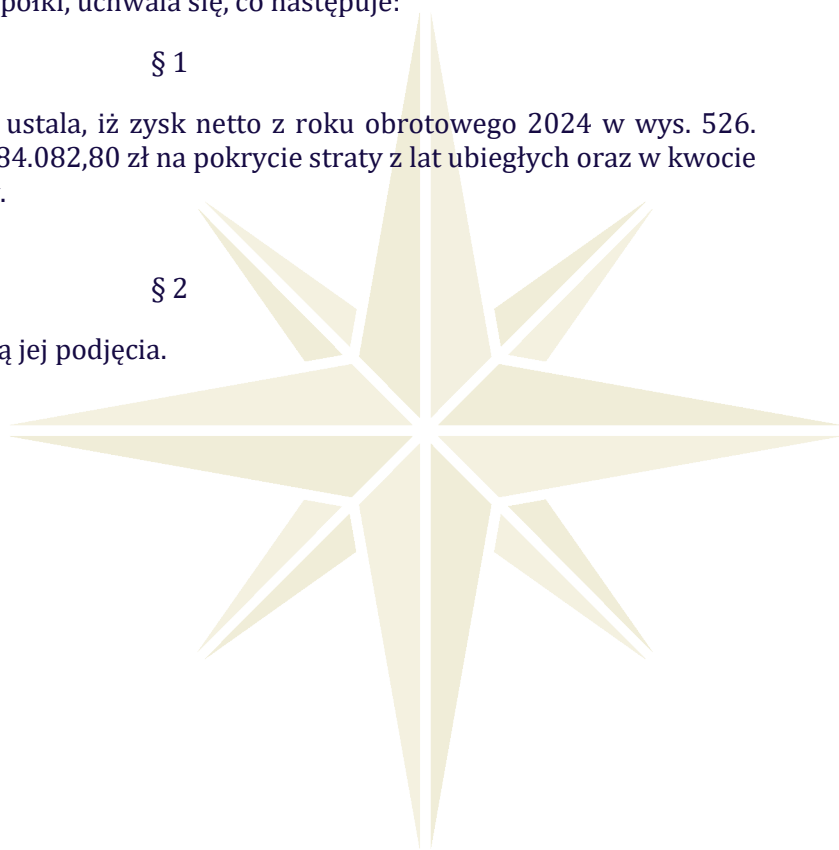 półki, uchwala się, co następuje:
§ 1
ustala, iż zysk netto z roku obrotowego 2024 w wys. 526.
84.082,80 zł na pokrycie straty z lat ubiegłych oraz w kwocie
§ 2
ą jej podjęcia.